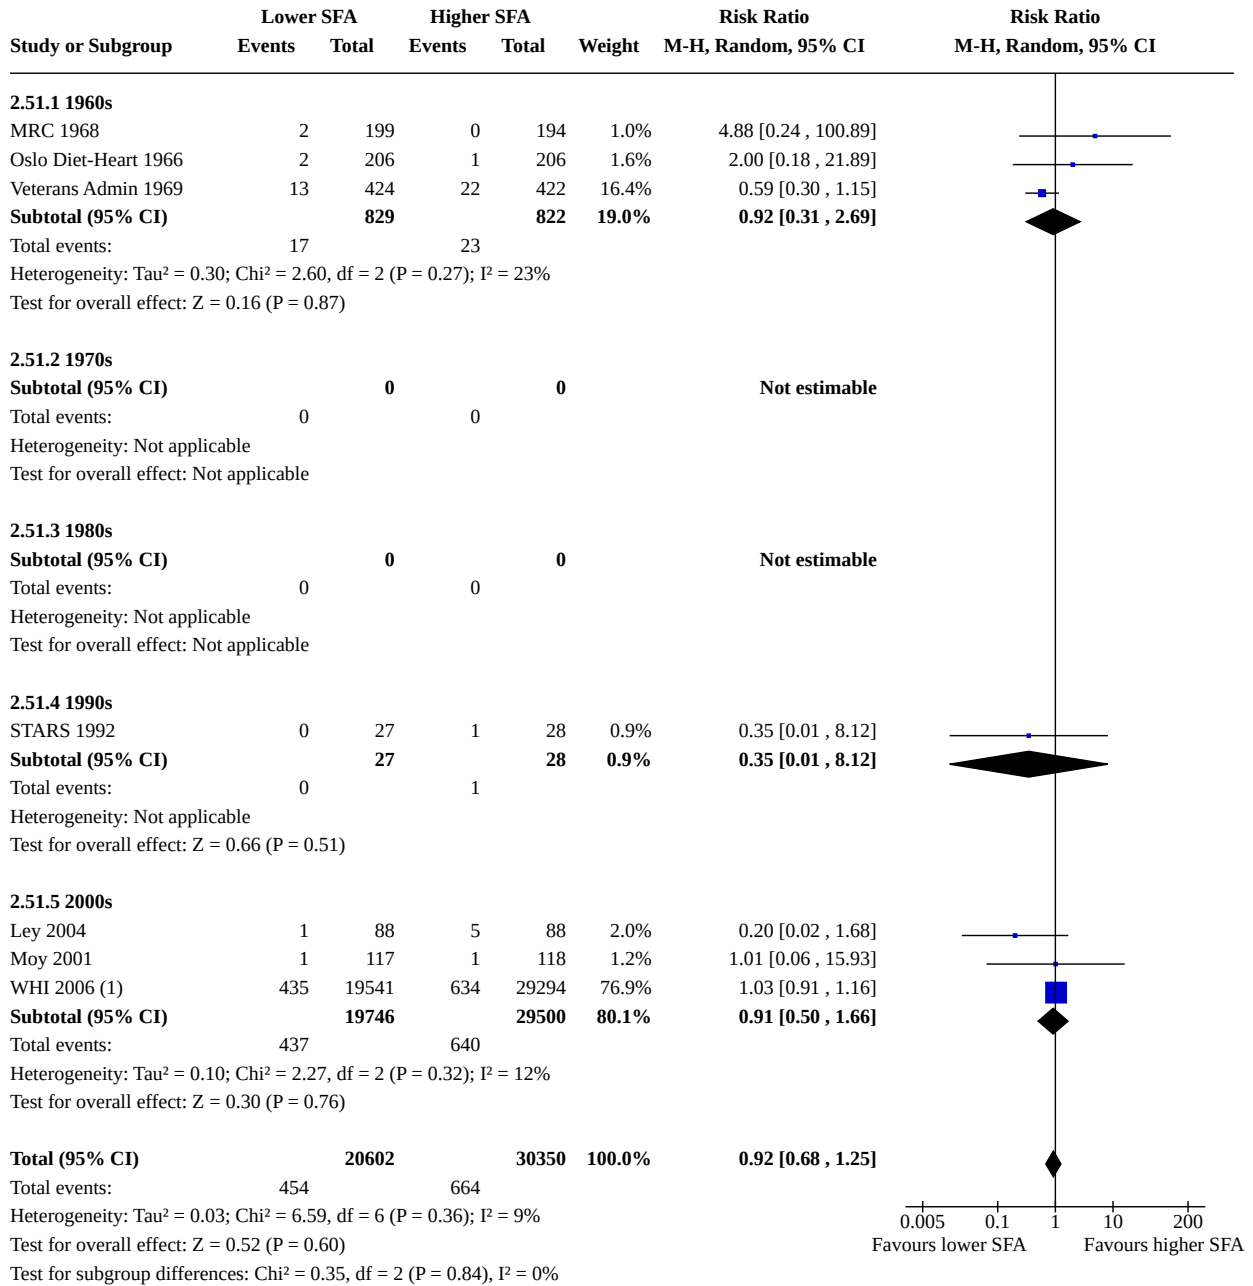 Lower SFA Higher SFA Risk Ratio Risk Ratio
Study or Subgroup Events Total Events Total Weight M-H, Random, 95% CI M-H, Random, 95% CI
2.51.1 1960s
MRC 1968 2 199 0 194 1.0% 4.88 [0.24 , 100.89]
Oslo Diet-Heart 1966 2 206 1 206 1.6% 2.00 [0.18 , 21.89]
Veterans Admin 1969 13 424 22 422 16.4% 0.59 [0.30 , 1.15]
Subtotal (95% CI) 829 822 19.0% 0.92 [0.31 , 2.69]
Total events: 17 23
Heterogeneity: Tau² = 0.30; Chi² = 2.60, df = 2 (P = 0.27); I² = 23%
Test for overall effect: Z = 0.16 (P = 0.87)
2.51.2 1970s
Subtotal (95% CI) 0 0 Not estimable
Total events: 0 0
Heterogeneity: Not applicable
Test for overall effect: Not applicable
2.51.3 1980s
Subtotal (95% CI) 0 0 Not estimable
Total events: 0 0
Heterogeneity: Not applicable
Test for overall effect: Not applicable
2.51.4 1990s
STARS 1992 0 27 1 28 0.9% 0.35 [0.01 , 8.12]
Subtotal (95% CI) 27 28 0.9% 0.35 [0.01 , 8.12]
Total events: 0 1
Heterogeneity: Not applicable
Test for overall effect: Z = 0.66 (P = 0.51)
2.51.5 2000s
Ley 2004 1 88 5 88 2.0% 0.20 [0.02 , 1.68]
Moy 2001 1 117 1 118 1.2% 1.01 [0.06 , 15.93]
WHI 2006 (1) 435 19541 634 29294 76.9% 1.03 [0.91 , 1.16]
Subtotal (95% CI) 19746 29500 80.1% 0.91 [0.50 , 1.66]
Total events: 437 640
Heterogeneity: Tau² = 0.10; Chi² = 2.27, df = 2 (P = 0.32); I² = 12%
Test for overall effect: Z = 0.30 (P = 0.76)
Total (95% CI) 20602 30350 100.0% 0.92 [0.68 , 1.25]
Total events: 454 664
Heterogeneity: Tau² = 0.03; Chi² = 6.59, df = 6 (P = 0.36); I² = 9%
Test for overall effect: Z = 0.52 (P = 0.60)
Test for subgroup differences: Chi² = 0.35, df = 2 (P = 0.84), I² = 0%
0.005 0.1 1 10 200
Favours lower SFA Favours higher SFA